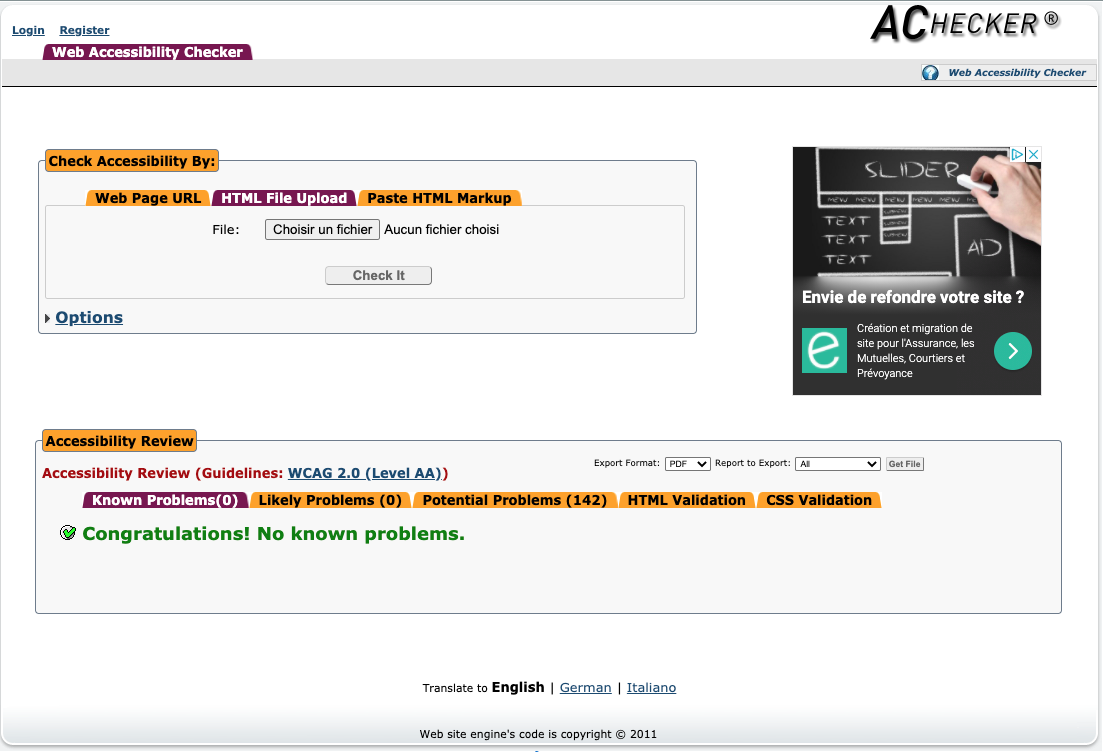 Login Register
ACHECKER ®
Web Accessibility Checker
Web Accessibility Checker
Check Accessibility By:
Web Page URL HTML File Upload Paste HTML Markup
File: Choisir un fichier Aucun fichier choisi
Check It
Options
SLIDER
MENU MENU MENU MENU MENU
TEXT
TEXT
TEXT
AD
Envie de refondre votre site ?
Création et migration de
site pour l'Assurance, les
Mutuelles, Courtiers et
Prévoyance
Accessibility Review
Accessibility Review (Guidelines: WCAG 2.0 (Level AA))
Export Format: PDF Report to Export: All Get File
Known Problems(0) Likely Problems (0) Potential Problems (142) HTML Validation CSS Validation
Congratulations! No known problems.
Translate to English | German | Italiano
Web site engine's code is copyright © 2011